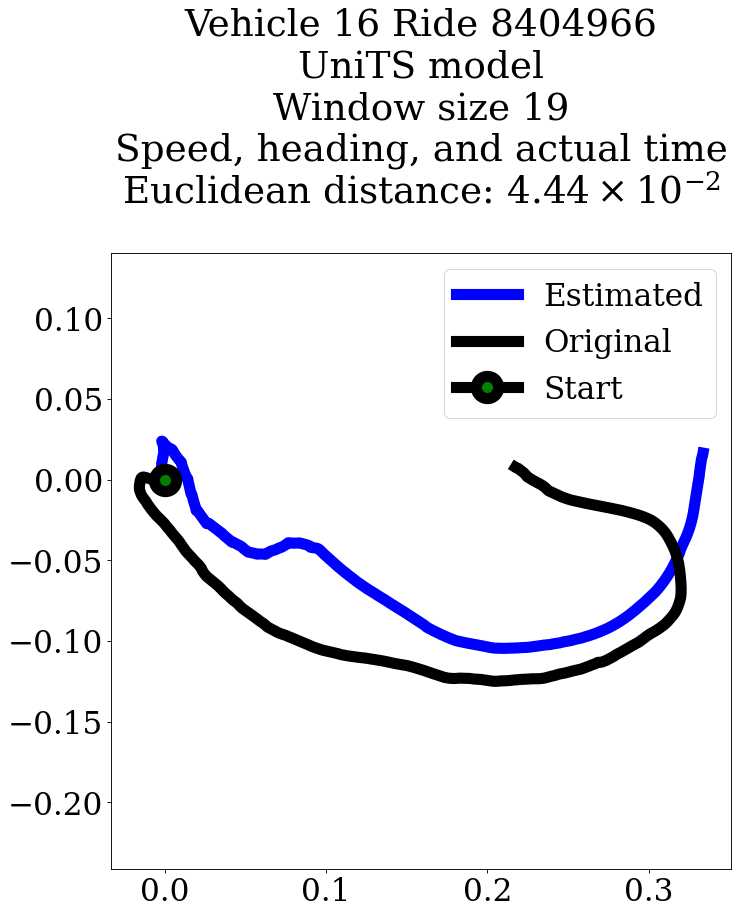 Vehicle 16 Ride 8404966
UniTS model
Window size 19
Speed, heading, and actual time
Euclidean distance: 4.44 × 10⁻²
Estimated
Original
Start
0.10
0.05
0.00
−0.05
−0.10
−0.15
−0.20
0.0 0.1 0.2 0.3